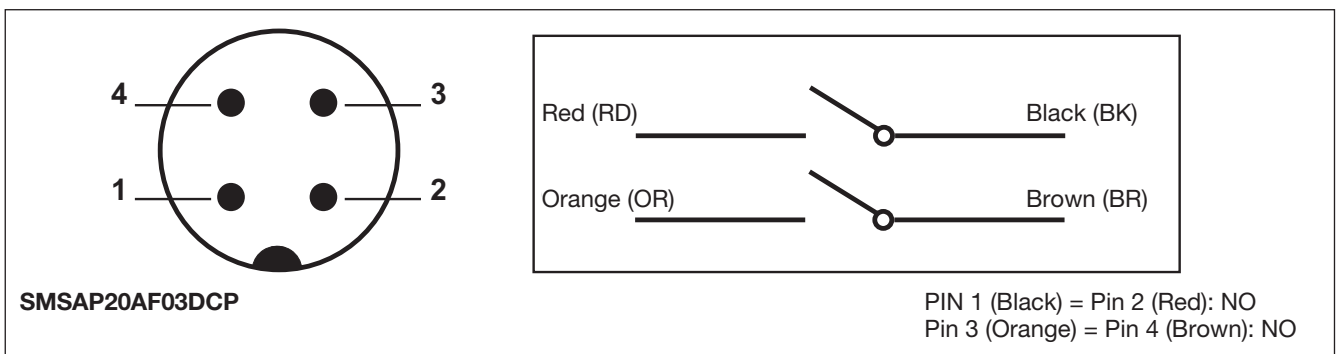 4
3
1
2
SMSAP20AF03DCP
Red (RD)
Black (BK)
Orange (OR)
Brown (BR)
PIN 1 (Black) = Pin 2 (Red): NO
Pin 3 (Orange) = Pin 4 (Brown): NO